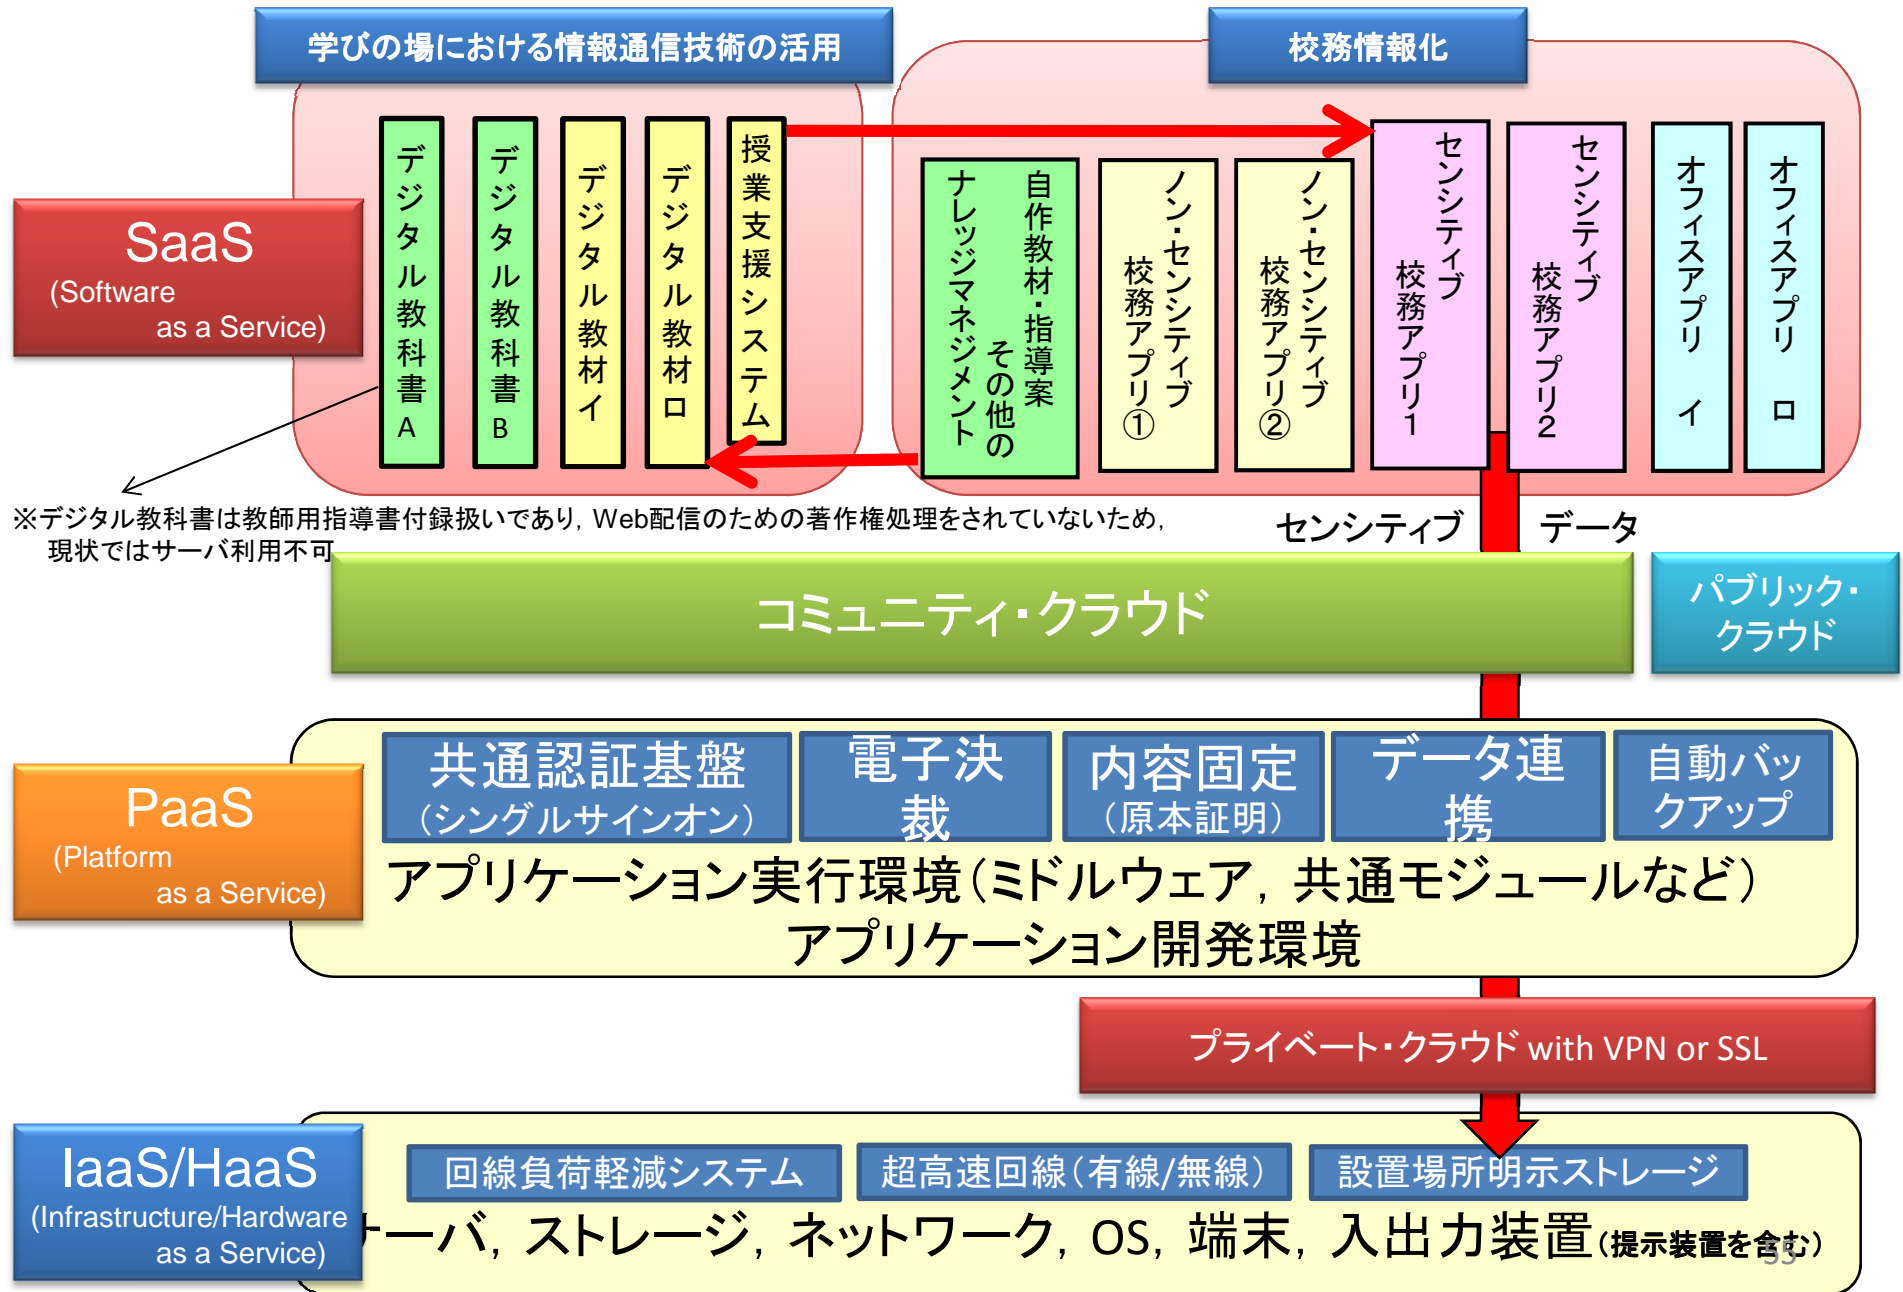 学びの場における情報通信技術の活用
校務情報化
SaaS
(Software
as a Service)
デジタル教科書A
デジタル教科書B
デジタル教材イ
デジタル教材ロ
授業支援システム
自作教材・指導案
その他の
ナレッジマネジメント
ノン・センシティブ
校務アプリ①
ノン・センシティブ
校務アプリ②
センシティブ
校務アプリ1
センシティブ
校務アプリ2
オフィスアプリ イ
オフィスアプリ ロ
※デジタル教科書は教師用指導書付録扱いであり，Web配信のための著作権処理をされていないため，
現状ではサーバ利用不可
センシティブ データ
コミュニティ・クラウド
パブリック・
クラウド
PaaS
(Platform
as a Service)
共通認証基盤
（シングルサインオン）
電子決
裁
内容固定
（原本証明）
データ連
携
自動バッ
クアップ
アプリケーション実行環境（ミドルウェア，共通モジュールなど）
アプリケーション開発環境
プライベート・クラウド with VPN or SSL
IaaS/HaaS
(Infrastructure/Hardware
as a Service)
回線負荷軽減システム
超高速回線（有線/無線）
設置場所明示ストレージ
サーバ，ストレージ，ネットワーク，OS，端末，入出力装置（提示装置を含む）
55